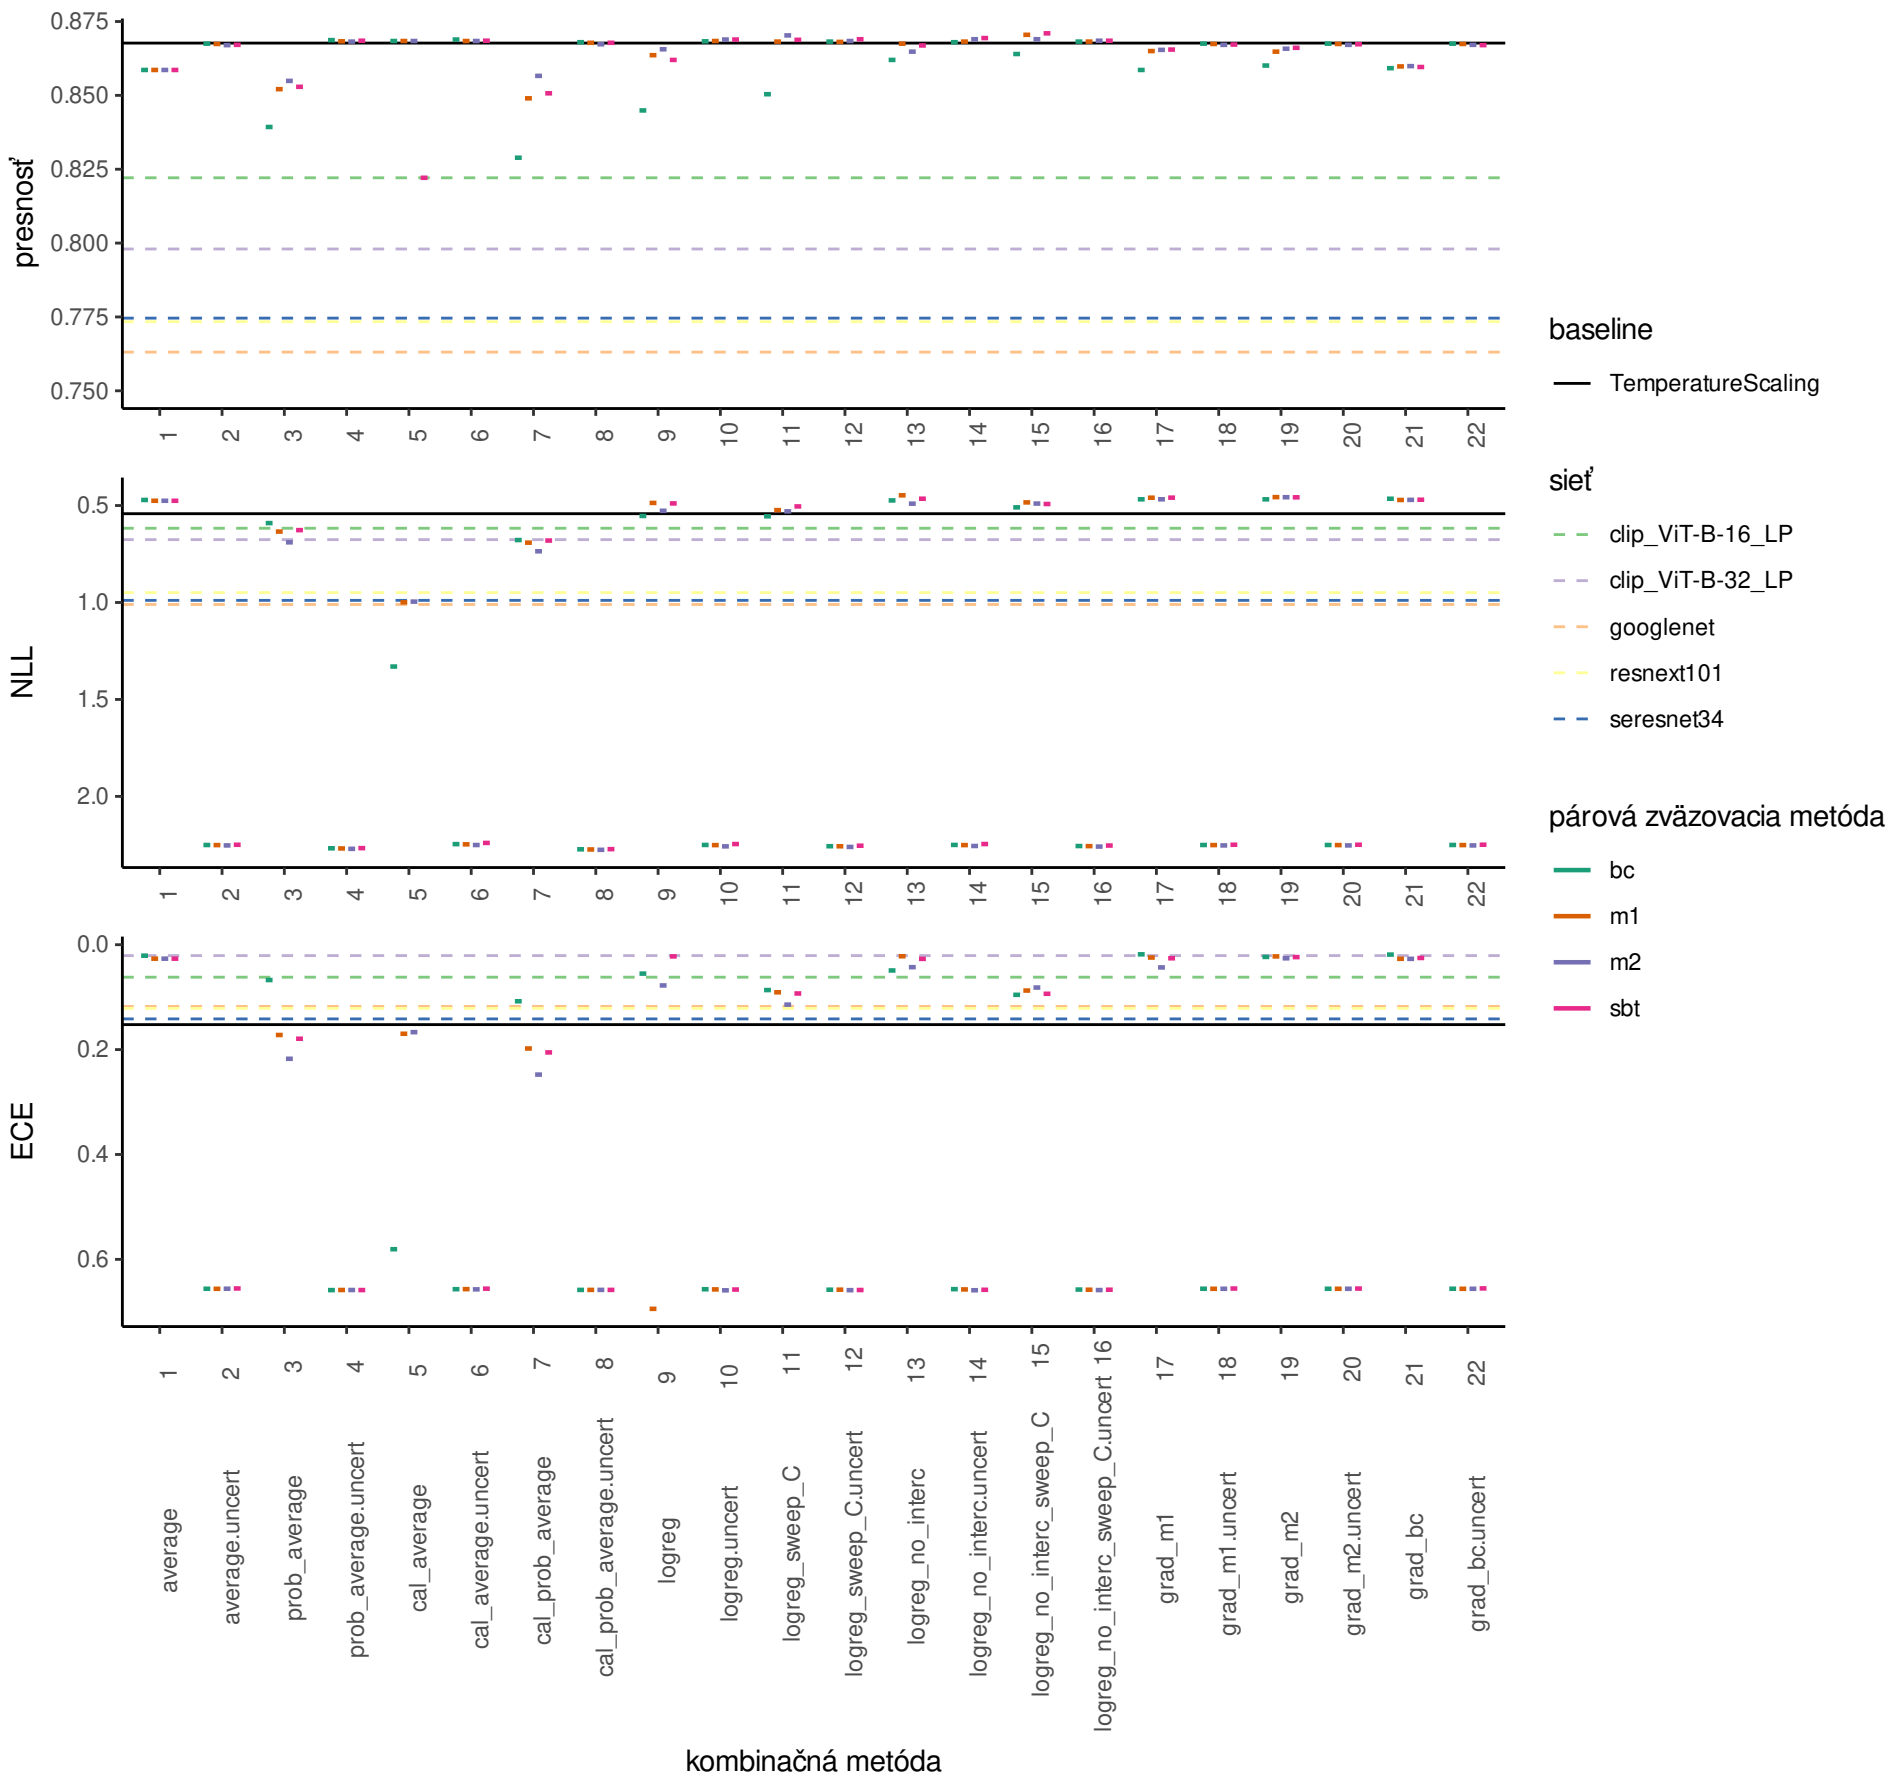 presnosť
0.875
0.850
0.825
0.800
0.775
0.750
1 2 3 4 5 6 7 8 9 10 11 12 13 14 15 16 17 18 19 20 21 22
NLL
0.5
1.0
1.5
2.0
1 2 3 4 5 6 7 8 9 10 11 12 13 14 15 16 17 18 19 20 21 22
ECE
0.0
0.2
0.4
0.6
average 1
average.uncert 2
prob_average 3
prob_average.uncert 4
cal_average 5
cal_average.uncert 6
cal_prob_average 7
cal_prob_average.uncert 8
logreg 9
logreg.uncert 10
logreg_sweep_C 11
logreg_sweep_C.uncert 12
logreg_no_interc 13
logreg_no_interc.uncert 14
logreg_no_interc_sweep_C 15
logreg_no_interc_sweep_C.uncert 16
grad_m1 17
grad_m1.uncert 18
grad_m2 19
grad_m2.uncert 20
grad_bc 21
grad_bc.uncert 22
kombinačná metóda
baseline
TemperatureScaling
sieť
clip_ViT-B-16_LP
clip_ViT-B-32_LP
googlenet
resnext101
seresnet34
párová zväzovacia metóda
bc
m1
m2
sbt